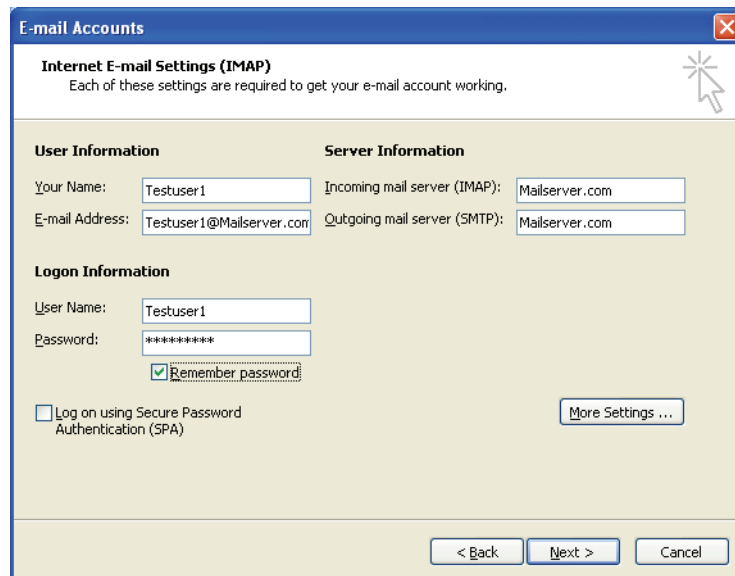 E-mail Accounts
Internet E-mail Settings (IMAP)
Each of these settings are required to get your e-mail account working.
User Information
Your Name: Testuser1
E-mail Address: Testuser1@Mailserver.com
Server Information
Incoming mail server (IMAP): Mailserver.com
Outgoing mail server (SMTP): Mailserver.com
Logon Information
User Name: Testuser1
Password: *********
Remember password
Log on using Secure Password
Authentication (SPA)
More Settings ...
< Back
Next >
Cancel